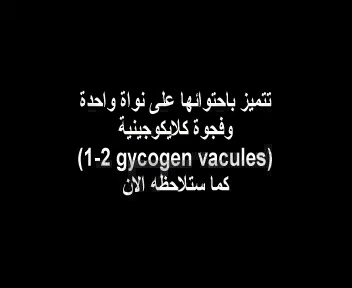 تتميز باحتوائها على نواة واحدة
وفجوة كلايكوجينية
(1-2 gycogen vacules)
كما ستلاحظه الان